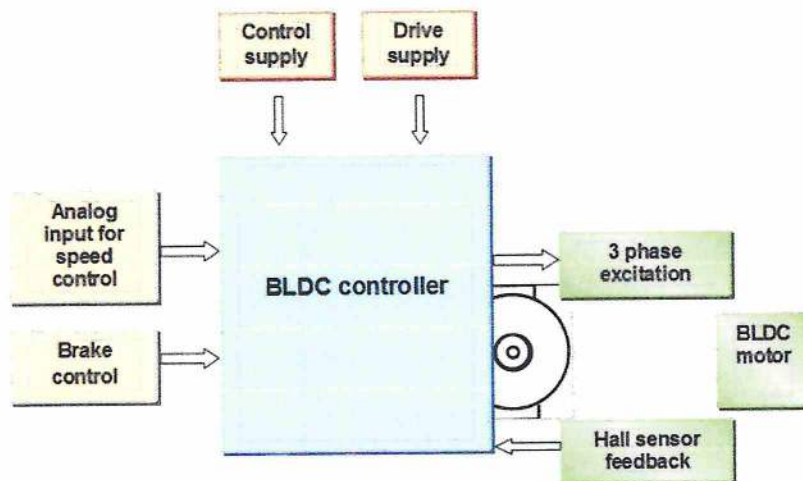 Control
supply
Drive
supply
Analog
input for
speed
control
BLDC controller
3 phase
excitation
Brake
control
BLDC
motor
Hall sensor
feedback